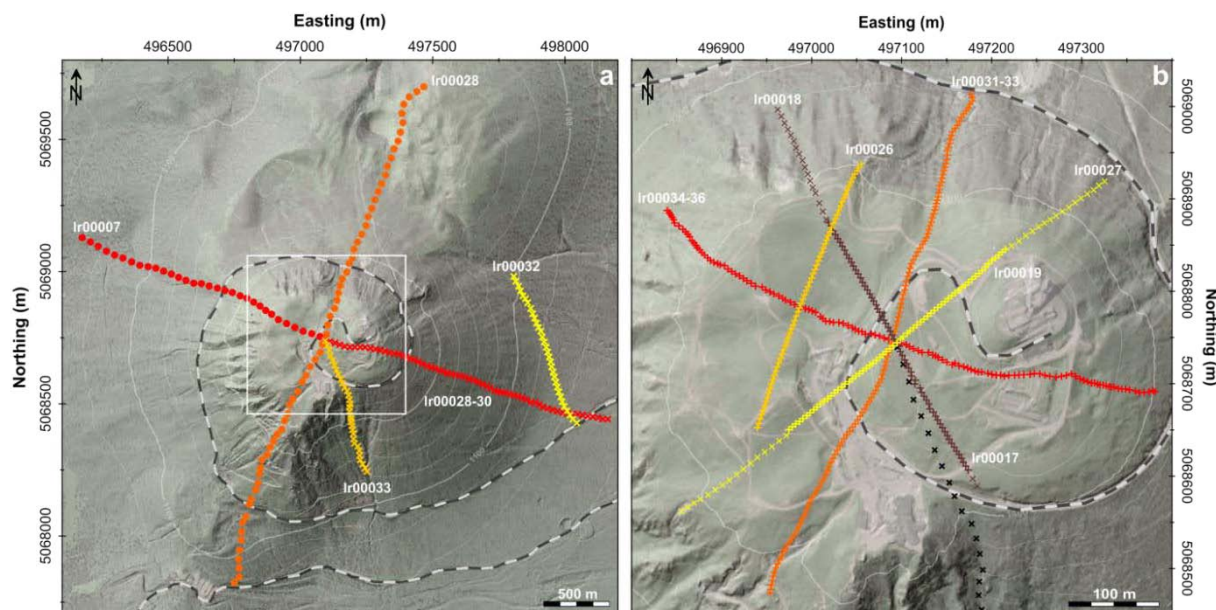 Easting (m)
496500 497000 497500 498000
Northing (m)
5069500
5069000
5068500
5068000
N
a
lr00028
lr00007
lr00032
lr00028-30
lr00033
500 m
Easting (m)
496900 497000 497100 497200 497300
Northing (m)
5069000
5068900
5068800
5068700
5068600
5068500
N
b
lr00031-33
lr00018
lr00026
lr00027
lr00034-36
lr00019
lr00017
100 m